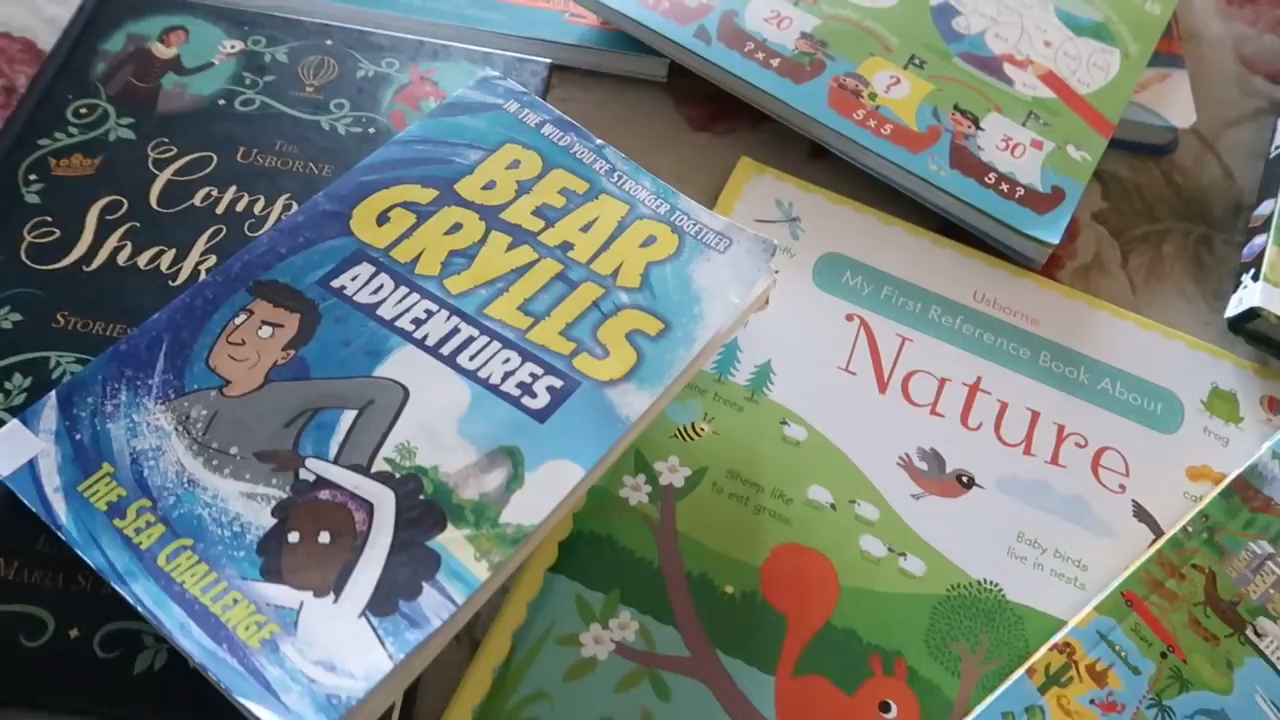 THE
USBORNE
Comp
Shak
STORIES
MARIA
IN THE WILD YOU'RE STRONGER TOGETHER
BEAR
GRYLLS
ADVENTURES
THE SEA CHALLENGE
20
? x 4
?
5 x 5
30
5 x ?
Usborne
My First Reference Book About
Nature
pine trees
Sheep like
to eat grass.
frog
Baby birds
live in nests.